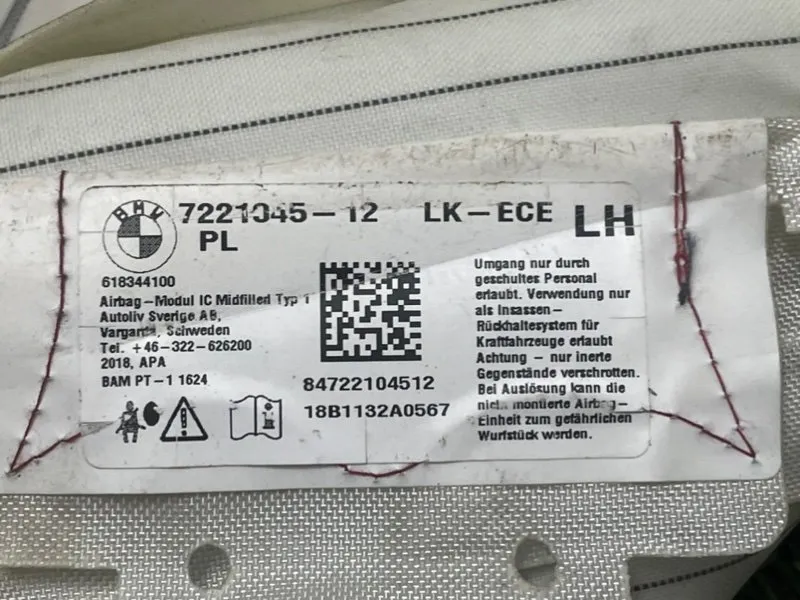 BMW
7221045-12 LK-ECE LH
PL
618344100
Airbag-Modul IC Midfilled Typ 1
Autoliv Sverige AB,
Vargarda, Schweden
Tel. +46-322-626200
2018, APA
BAM PT-1 1624
84722104512
18B1132A0567
Umgang nur durch
geschultes Personal
erlaubt. Verwendung nur
als Insassen-
Rückhaltesystem für
Kraftfahrzeuge erlaubt
Achtung - nur inerte
Gegenstände verschrotten.
Bei Auslösung kann die
nicht montierte Airbag-
Einheit zum gefährlichen
Wurfstück werden.